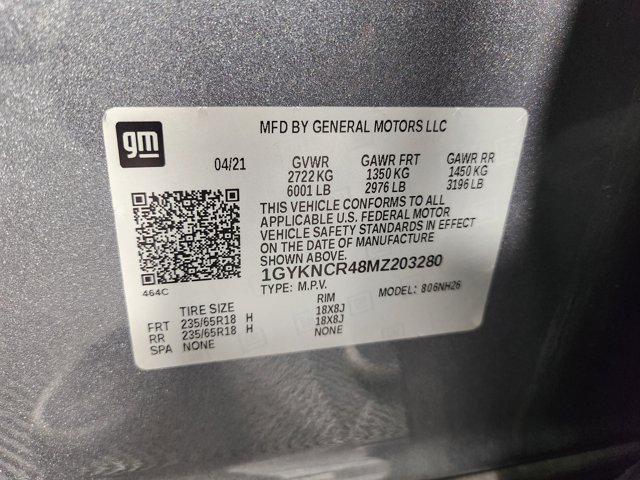 gm
MFD BY GENERAL MOTORS LLC
04/21 GVWR GAWR FRT GAWR RR
2722 KG 1350 KG 1450 KG
6001 LB 2976 LB 3196 LB
THIS VEHICLE CONFORMS TO ALL
APPLICABLE U.S. FEDERAL MOTOR
VEHICLE SAFETY STANDARDS IN EFFECT
ON THE DATE OF MANUFACTURE
SHOWN ABOVE.
1GYKNCR48MZ203280
464C
TYPE: M.P.V. MODEL: 806NH26
TIRE SIZE RIM
FRT 235/65R18 H 18X8J
RR 235/65R18 H 18X8J
SPA NONE NONE